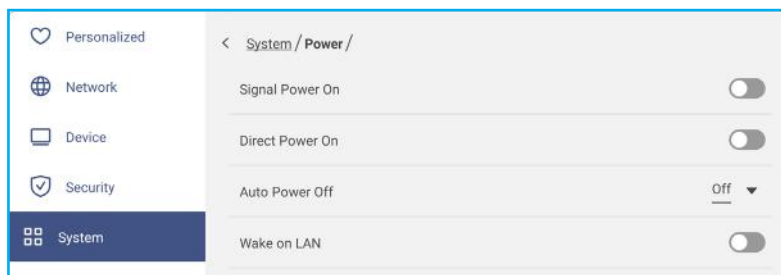 Personalized
Network
Device
Security
System
< System / Power /
Signal Power On
Direct Power On
Auto Power Off Off
Wake on LAN